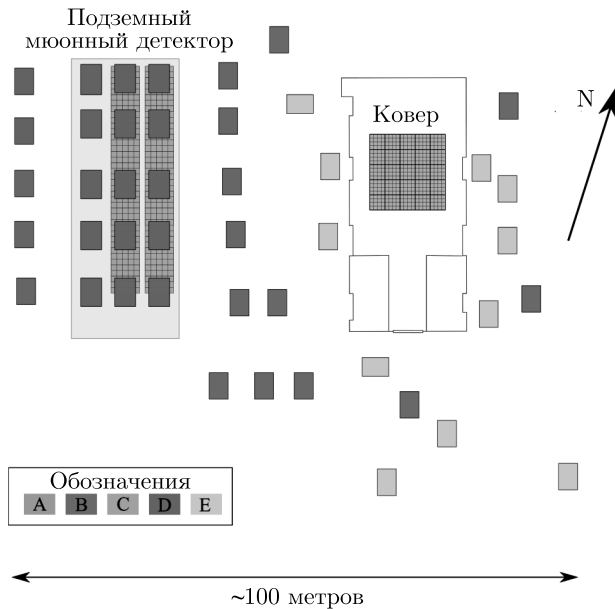 Подземный
мюонный детектор
Ковер
N
Обозначения
A B C D E
~100 метров